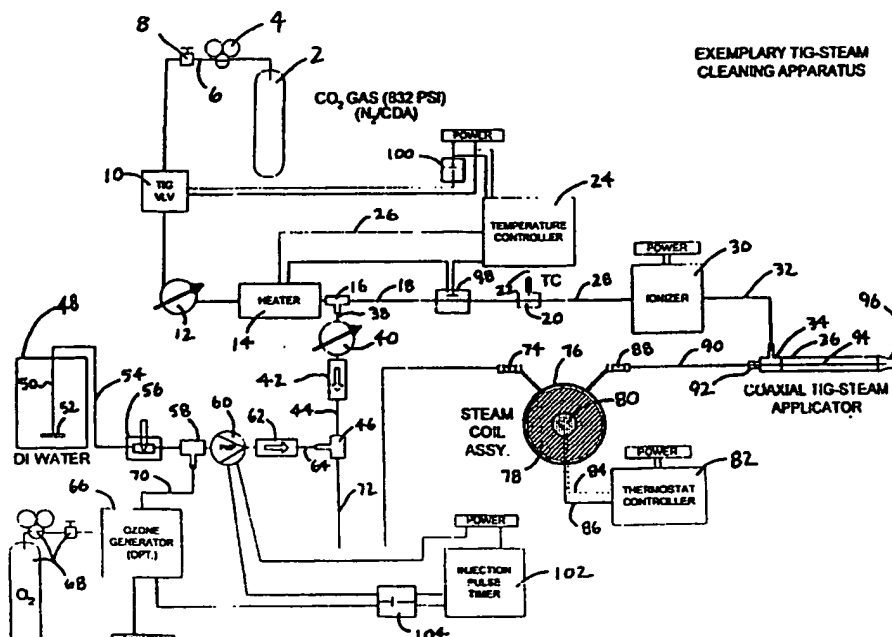 EXEMPLARY TIG-STEAM
CLEANING APPARATUS
8
4
2
6
CO₂ GAS (832 PSI)
(N₂/CDA)
POWER
100
10
TIG
VLV
24
26
TEMPERATURE
CONTROLLER
POWER
30
98
22
TC
16
18
HEATER
20
28
IONIZER
32
12
14
38
40
96
48
74
76
88
90
34
36
94
42
92
50
54
56
58
60
62
44
46
80
COAXIAL TIG-STEAM
APPLICATOR
52
STEAM
COIL
ASSY.
POWER
82
DI WATER
64
78
84
THERMOSTAT
CONTROLLER
70
72
86
66
OZONE
GENERATOR
(OPT.)
POWER
68
O₂
INJECTION
PULSE
TIMER
102
104